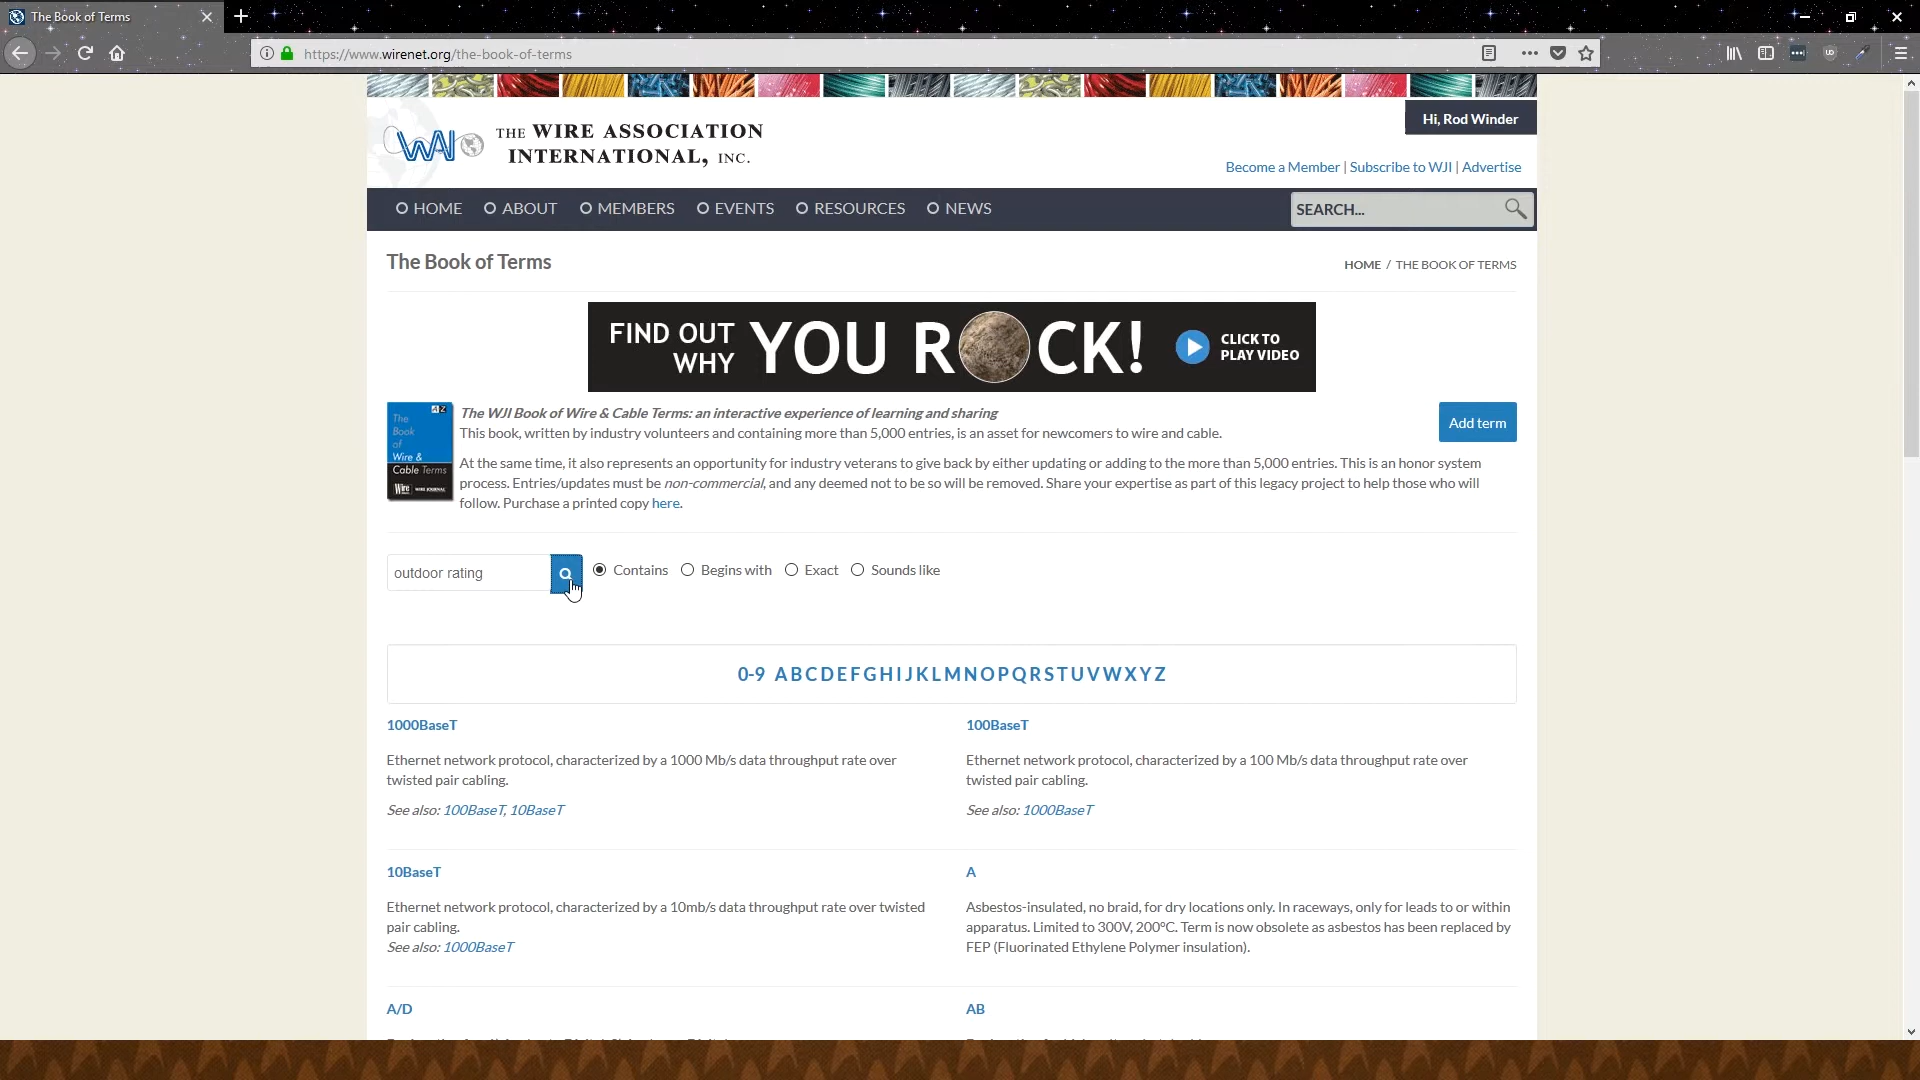 The Book of Terms
https://www.wirenet.org/the-book-of-terms
Hi, Rod Winder
WAI
THE WIRE ASSOCIATION
INTERNATIONAL, INC.
Become a Member | Subscribe to WJI | Advertise
HOME ABOUT MEMBERS EVENTS RESOURCES NEWS
SEARCH...
The Book of Terms
HOME / THE BOOK OF TERMS
FIND OUT
WHY
YOU ROCK!
CLICK TO
PLAY VIDEO
A Z
The
Book
of
Wire &
Cable Terms
Wire WIRE JOURNAL
The WJI Book of Wire & Cable Terms: an interactive experience of learning and sharing
This book, written by industry volunteers and containing more than 5,000 entries, is an asset for newcomers to wire and cable.
Add term
At the same time, it also represents an opportunity for industry veterans to give back by either updating or adding to the more than 5,000 entries. This is an honor system
process. Entries/updates must be non-commercial, and any deemed not to be so will be removed. Share your expertise as part of this legacy project to help those who will
follow. Purchase a printed copy here.
outdoor rating
Contains Begins with Exact Sounds like
0-9 A B C D E F G H I J K L M N O P Q R S T U V W X Y Z
1000BaseT
Ethernet network protocol, characterized by a 1000 Mb/s data throughput rate over
twisted pair cabling.
See also: 100BaseT, 10BaseT
100BaseT
Ethernet network protocol, characterized by a 100 Mb/s data throughput rate over
twisted pair cabling.
See also: 1000BaseT
10BaseT
Ethernet network protocol, characterized by a 10mb/s data throughput rate over twisted
pair cabling.
See also: 1000BaseT
A
Asbestos-insulated, no braid, for dry locations only. In raceways, only for leads to or within
apparatus. Limited to 300V, 200°C. Term is now obsolete as asbestos has been replaced by
FEP (Fluorinated Ethylene Polymer insulation).
A/D
AB